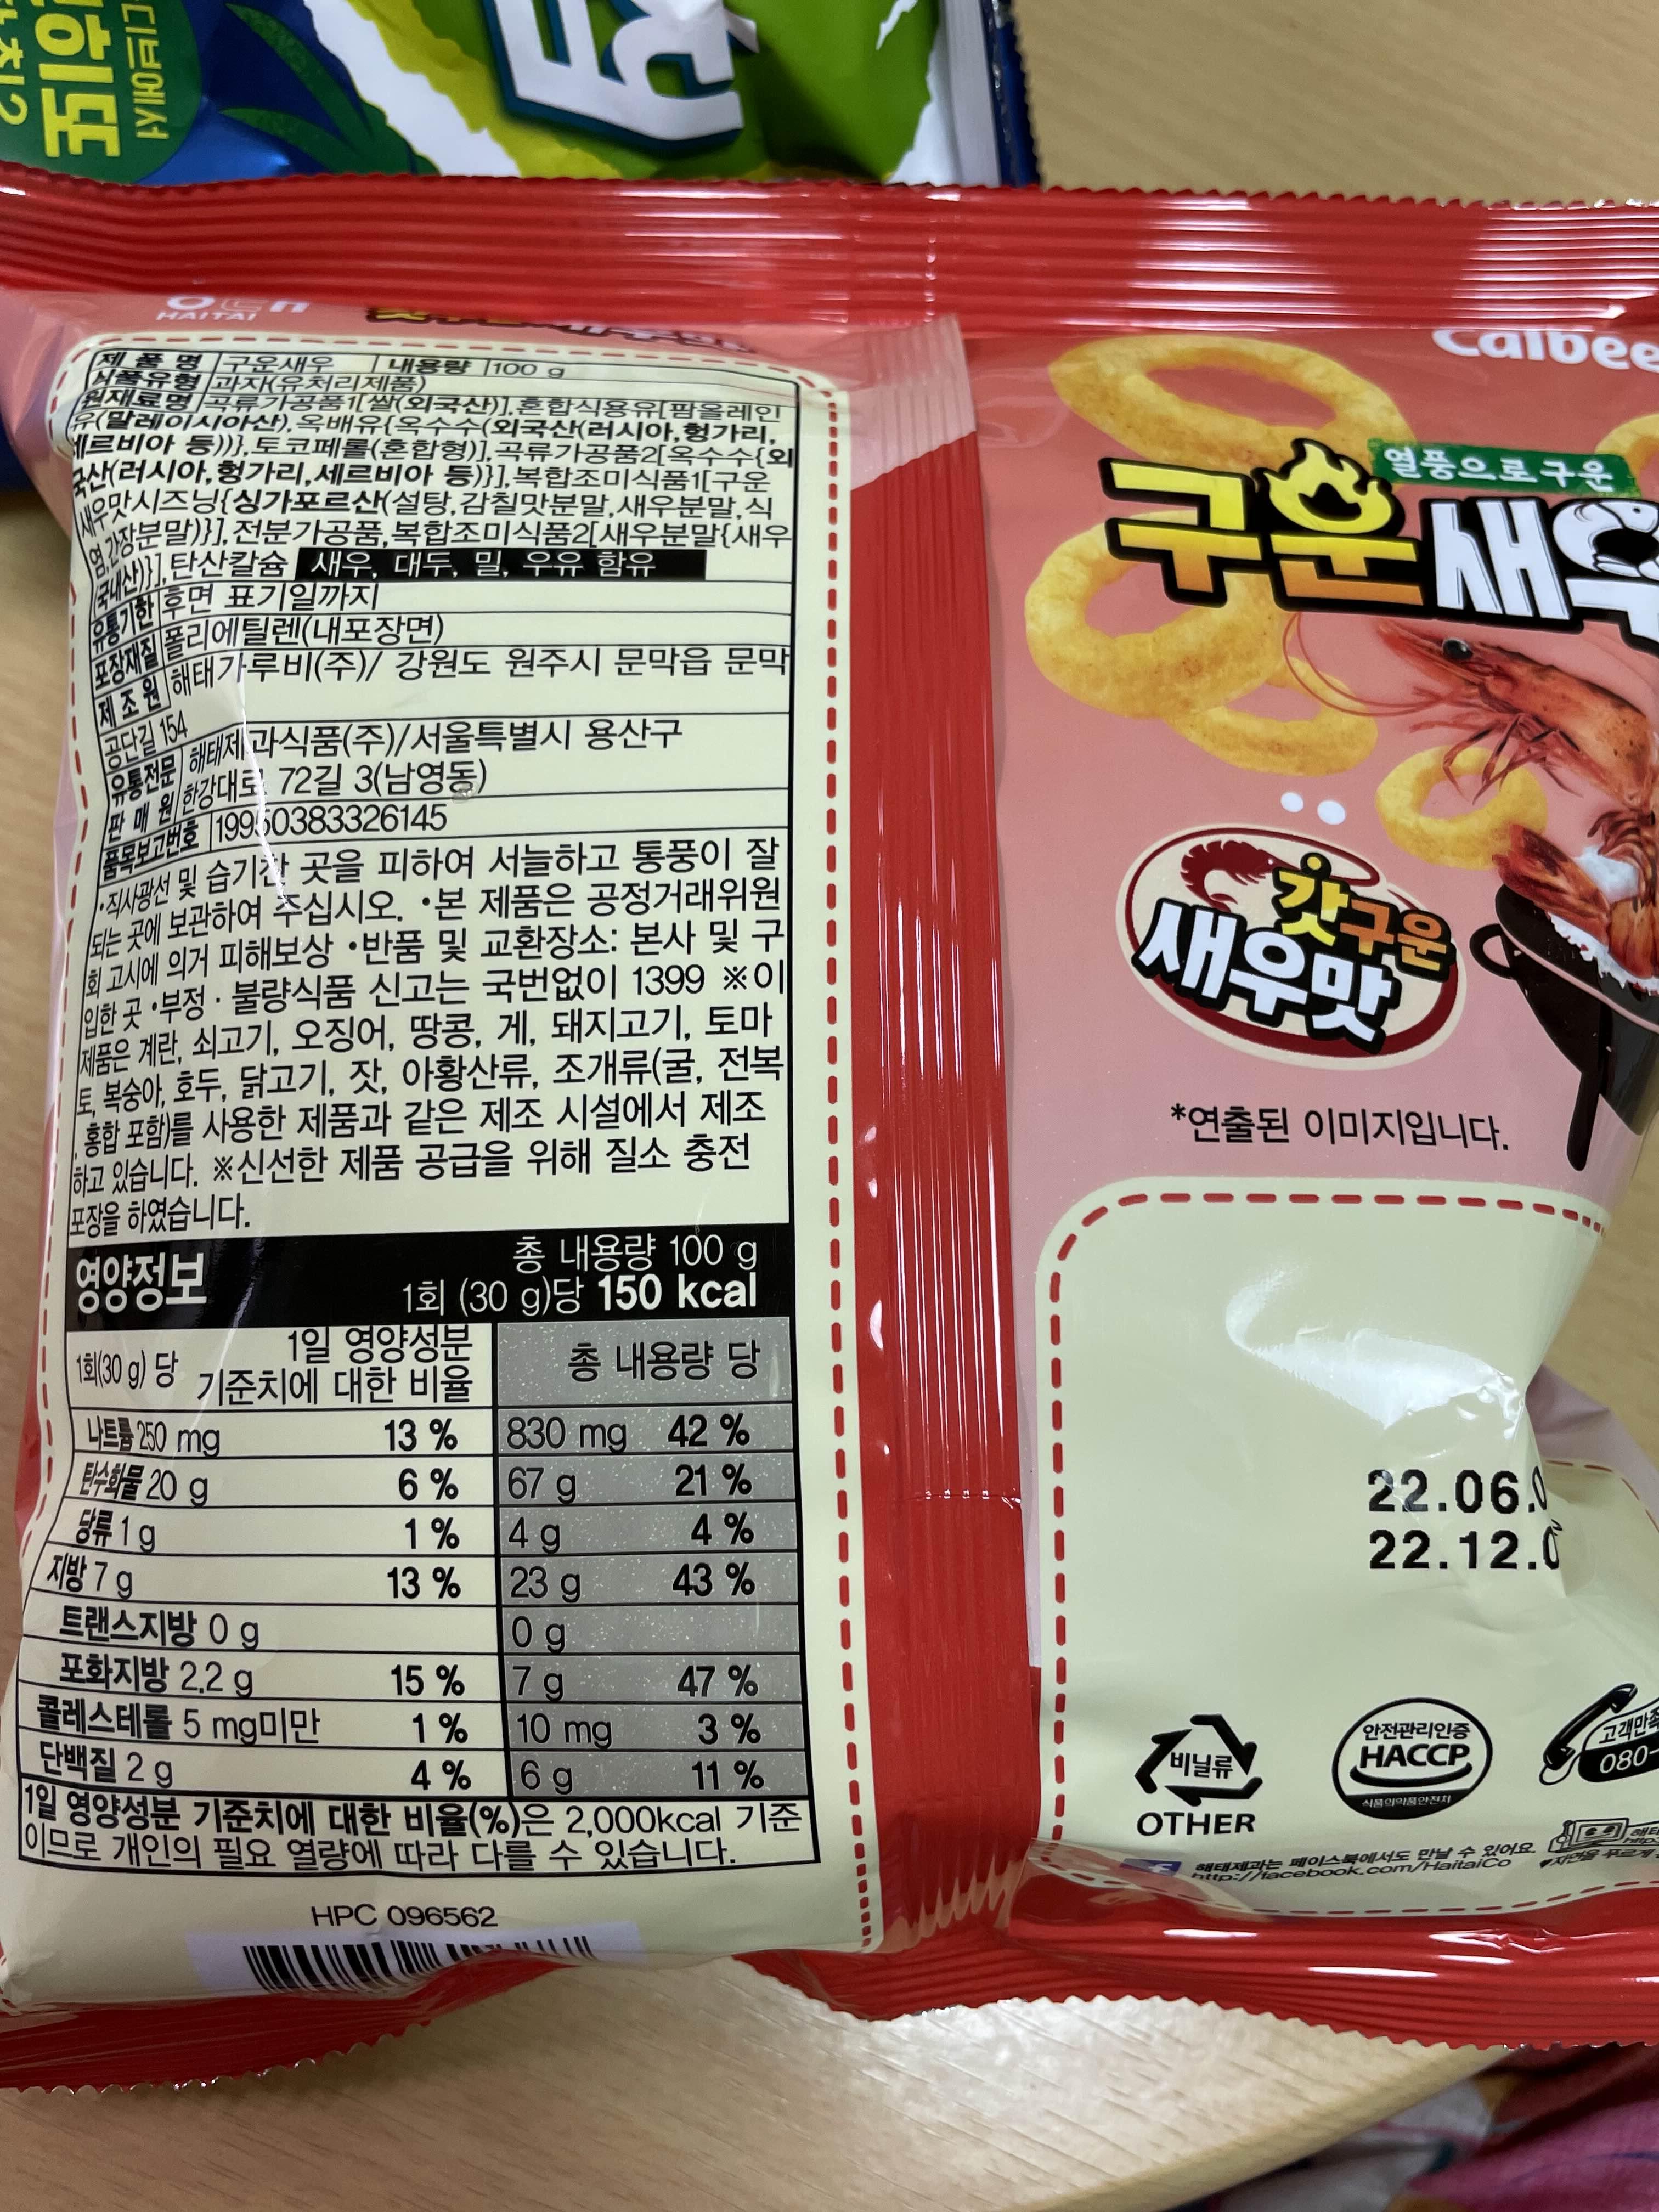 HAITAI
제 품 명 구운새우 내용량 100 g
식품유형 과자(유처리제품)
원재료명 곡류가공품1[쌀(외국산)],혼합식용유[팜올레인
유(말레이시아산),옥배유{옥수수(외국산(러시아,헝가리,
세르비아 등))},토코페롤(혼합형)],곡류가공품2[옥수수{외
국산(러시아,헝가리,세르비아 등)}],복합조미식품1[구운
새우맛시즈닝{싱가포르산(설탕,감칠맛분말,새우분말,식
염,간장분말)}],전분가공품,복합조미식품2[새우분말{새우
(국내산)}],탄산칼슘 새우, 대두, 밀, 우유 함유
유통기한 후면 표기일까지
포장재질 폴리에틸렌(내포장면)
제 조 원 해태가루비(주)/ 강원도 원주시 문막읍 문막
공단길 154
유통전문 해태제과식품(주)/서울특별시 용산구
판 매 원 한강대로 72길 3(남영동)
품목보고번호 19950383326145
•직사광선 및 습기찬 곳을 피하여 서늘하고 통풍이 잘
되는 곳에 보관하여 주십시오. •본 제품은 공정거래위원
회 고시에 의거 피해보상 •반품 및 교환장소: 본사 및 구
입한 곳 •부정 · 불량식품 신고는 국번없이 1399 ※이
제품은 계란, 쇠고기, 오징어, 땅콩, 게, 돼지고기, 토마
토, 복숭아, 호두, 닭고기, 잣, 아황산류, 조개류(굴, 전복
, 홍합 포함)를 사용한 제품과 같은 제조 시설에서 제조
하고 있습니다. ※신선한 제품 공급을 위해 질소 충전
포장을 하였습니다.
영양정보 총 내용량 100 g
1회 (30 g)당 150 kcal
1회(30 g) 당 1일 영양성분 기준치에 대한 비율 총 내용량 당
나트륨 250 mg 13 % 830 mg 42 %
탄수화물 20 g 6 % 67 g 21 %
당류 1 g 1 % 4 g 4 %
지방 7 g 13 % 23 g 43 %
트랜스지방 0 g 0 g
포화지방 2.2 g 15 % 7 g 47 %
콜레스테롤 5 mg미만 1 % 10 mg 3 %
단백질 2 g 4 % 6 g 11 %
1일 영양성분 기준치에 대한 비율(%)은 2,000kcal 기준
이므로 개인의 필요 열량에 따라 다를 수 있습니다.
HPC 096562
Calbee
열풍으로구운
구운새우
갓구운
새우맛
*연출된 이미지입니다.
22.06.0
22.12.0
비닐류
OTHER
안전관리인증
HACCP
식품의약품안전처
고객만족
080-
해태제과는 페이스북에서도 만날 수 있어요.
http://facebook.com/HaitaiCo